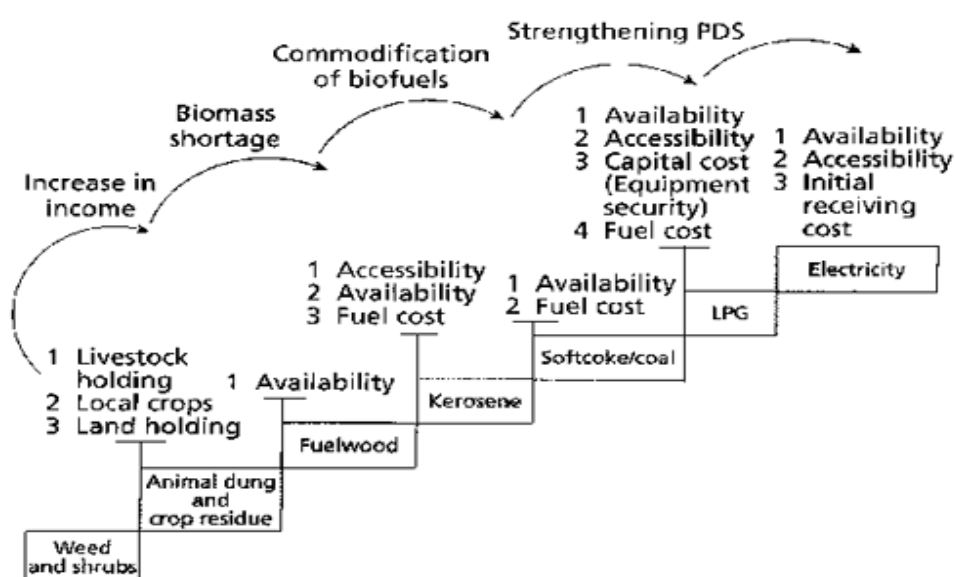 Strengthening PDS
Commodification
of biofuels
Biomass
shortage
Increase in
income
1 Availability
2 Accessibility
3 Capital cost
(Equipment
security)
4 Fuel cost
1 Availability
2 Accessibility
3 Initial
receiving
cost
1 Accessibility
2 Availability
3 Fuel cost
1 Availability
2 Fuel cost
1 Livestock
holding
2 Local crops
3 Land holding
1 Availability
Electricity
LPG
Softcoke/coal
Kerosene
Fuelwood
Animal dung
and
crop residue
Weed
and shrubs